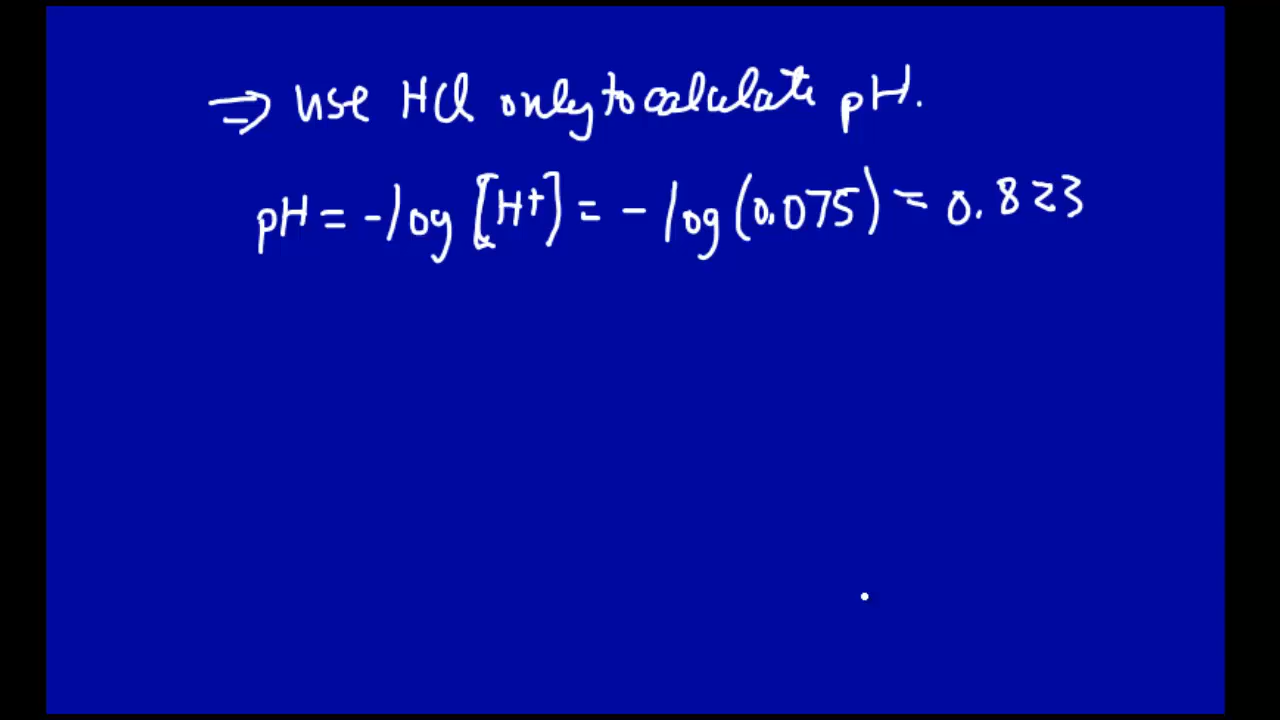 ⇒ use HCl only to calculate pH.
pH = -log [H+] = - log (0.075) = 0.823